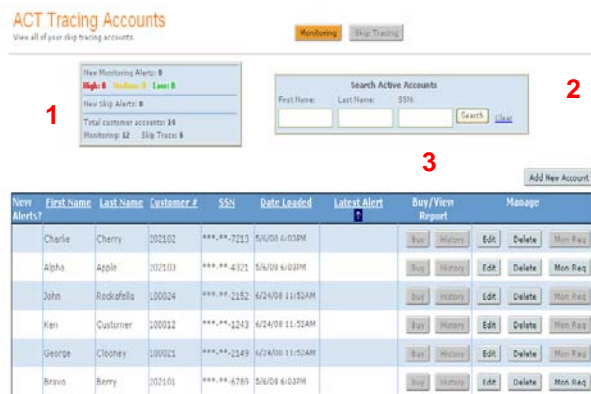 ACT Tracing Accounts
View all of your skip tracing accounts.
Monitoring Skip Tracing
1
New Monitoring Alerts: 0
High: 0 Medium: 0 Low: 0
New Skip Alerts: 0
Total customer accounts: 14
Monitoring: 12 Skip Trace: 6
Search Active Accounts
First Name: Last Name: SSN:
Search Clear
2
3
Add New Account
New Alerts? First Name Last Name Customer # SSN Date Loaded Latest Alert Buy/View Report Manage
Charlie Cherry 202102 ***-**-7213 5/6/08 6:03PM Buy History Edit Delete Mon Req
Alpha Apple 202103 ***-**-4321 5/6/08 6:03PM Buy History Edit Delete Mon Req
John Rockafella 100024 ***-**-2152 6/24/08 11:52AM Buy History Edit Delete Mon Req
Ken Customer 100012 ***-**-1243 6/24/08 11:52AM Buy History Edit Delete Mon Req
George Clooney 100021 ***-**-2149 6/24/08 11:52AM Buy History Edit Delete Mon Req
Bravo Berry 202101 ***-**-6789 5/6/08 6:03PM Buy History Edit Delete Mon Req